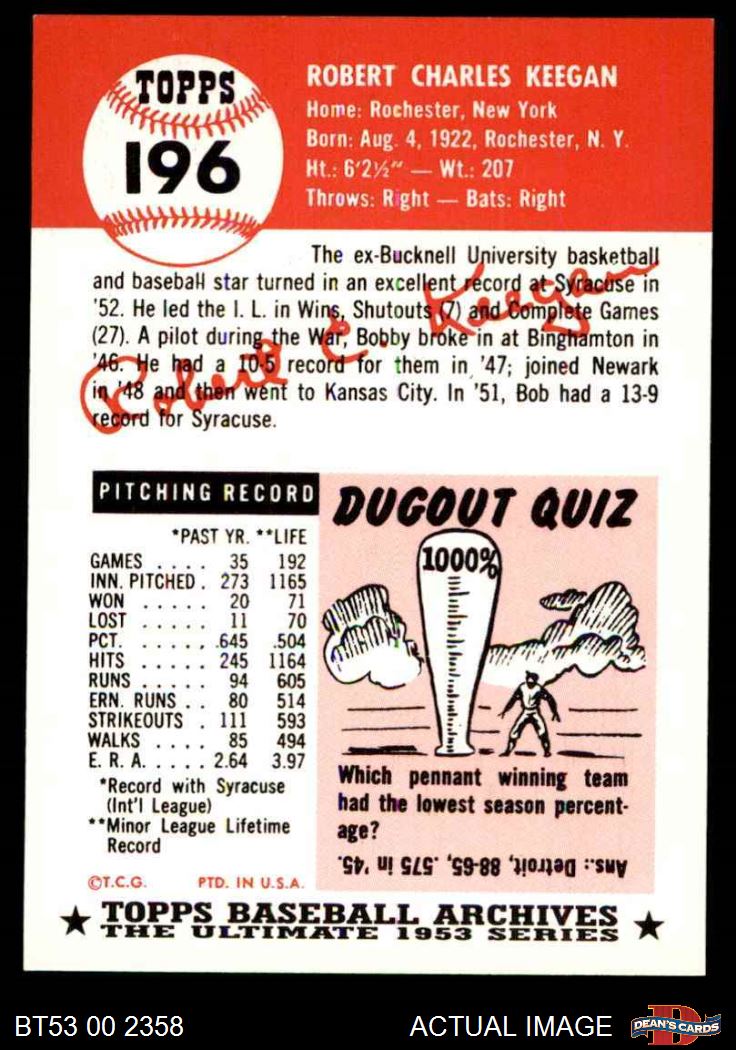 TOPPS
196
ROBERT CHARLES KEEGAN
Home: Rochester, New York
Born: Aug. 4, 1922, Rochester, N. Y.
Ht.: 6'2½" — Wt.: 207
Throws: Right — Bats: Right
The ex-Bucknell University basketball
and baseball star turned in an excellent record at Syracuse in
'52. He led the I. L. in Wins, Shutouts (7) and Complete Games
(27). A pilot during the War, Bobby broke in at Binghamton in
'46. He had a 10-5 record for them in '47; joined Newark
in '48 and then went to Kansas City. In '51, Bob had a 13-9
record for Syracuse.
Robert C. Keegan
PITCHING RECORD
*PAST YR. **LIFE
GAMES . . . . 35 192
INN. PITCHED . 273 1165
WON . . . . . 20 71
LOST . . . . . 11 70
PCT. . . . . . .645 .504
HITS . . . . . 245 1164
RUNS . . . . . 94 605
ERN. RUNS . . 80 514
STRIKEOUTS . 111 593
WALKS . . . . 85 494
E. R. A. . . . . 2.64 3.97
*Record with Syracuse
(Int'l League)
**Minor League Lifetime
Record
©T.C.G. PTD. IN U.S.A.
DUGOUT QUIZ
1000%
Which pennant winning team
had the lowest season percent-
age?
Ans.: Detroit, 88-65, .575 in '45.
★ TOPPS BASEBALL ARCHIVES ★
THE ULTIMATE 1953 SERIES
BT53 00 2358
ACTUAL IMAGE
D
DEAN'S CARDS